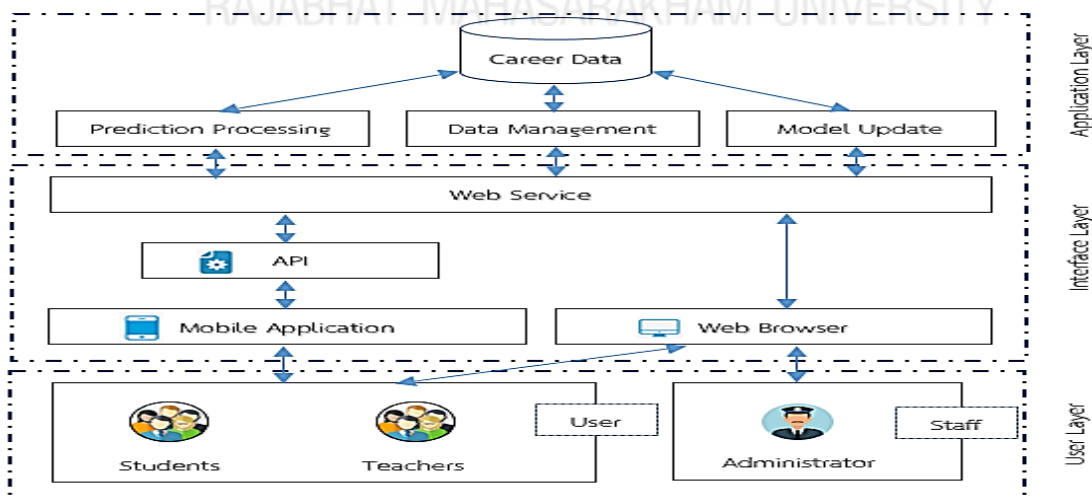 RAJABHAT MAHASARAKHAM UNIVERSITY
Career Data
Prediction Processing
Data Management
Model Update
Application Layer
Web Service
API
Mobile Application
Web Browser
Interface Layer
User
Staff
Students
Teachers
Administrator
User Layer